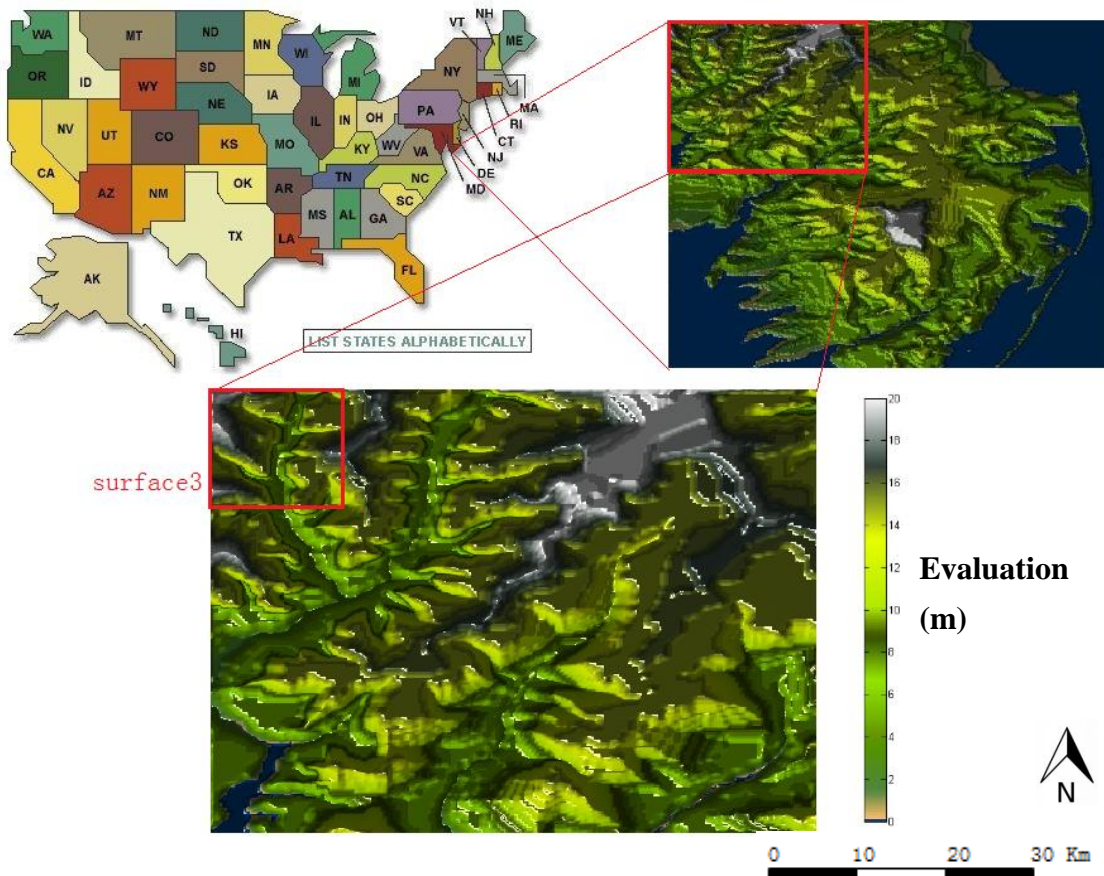 WA
MT
ND
MN
VT
NH
ME
OR
ID
SD
WI
NY
WY
MI
NE
IA
PA
MA
NV
UT
CO
IL
IN
OH
RI
CT
CA
KS
MO
KY
WV
VA
NJ
DE
MD
AZ
NM
OK
AR
TN
NC
SC
MS
AL
GA
TX
LA
FL
AK
HI
LIST STATES ALPHABETICALLY
surface3
20
18
16
14
12
10
8
6
4
2
0
Evaluation
(m)
N
0 10 20 30 Km